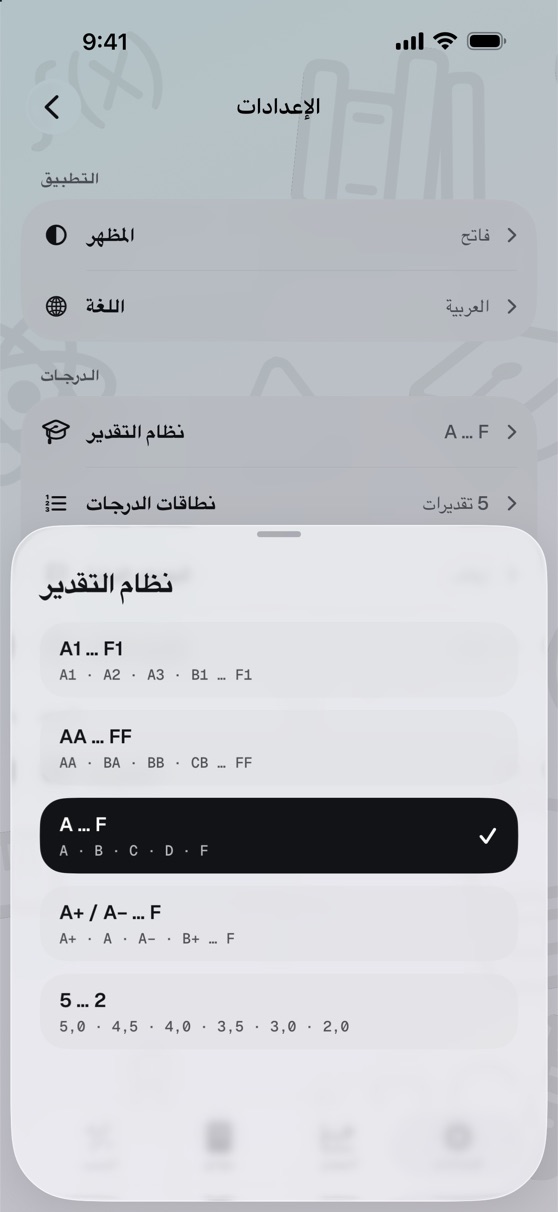 9:41
الإعدادات
التطبيق
المظهر فاتح
اللغة العربية
الدرجات
نظام التقدير A … F
نطاقات الدرجات 5 تقديرات
نظام التقدير
A1 … F1
A1 · A2 · A3 · B1 … F1
AA … FF
AA · BA · BB · CB … FF
A … F
A · B · C · D · F
A+ / A− … F
A+ · A · A− · B+ … F
5 … 2
5,0 · 4,5 · 4,0 · 3,5 · 3,0 · 2,0